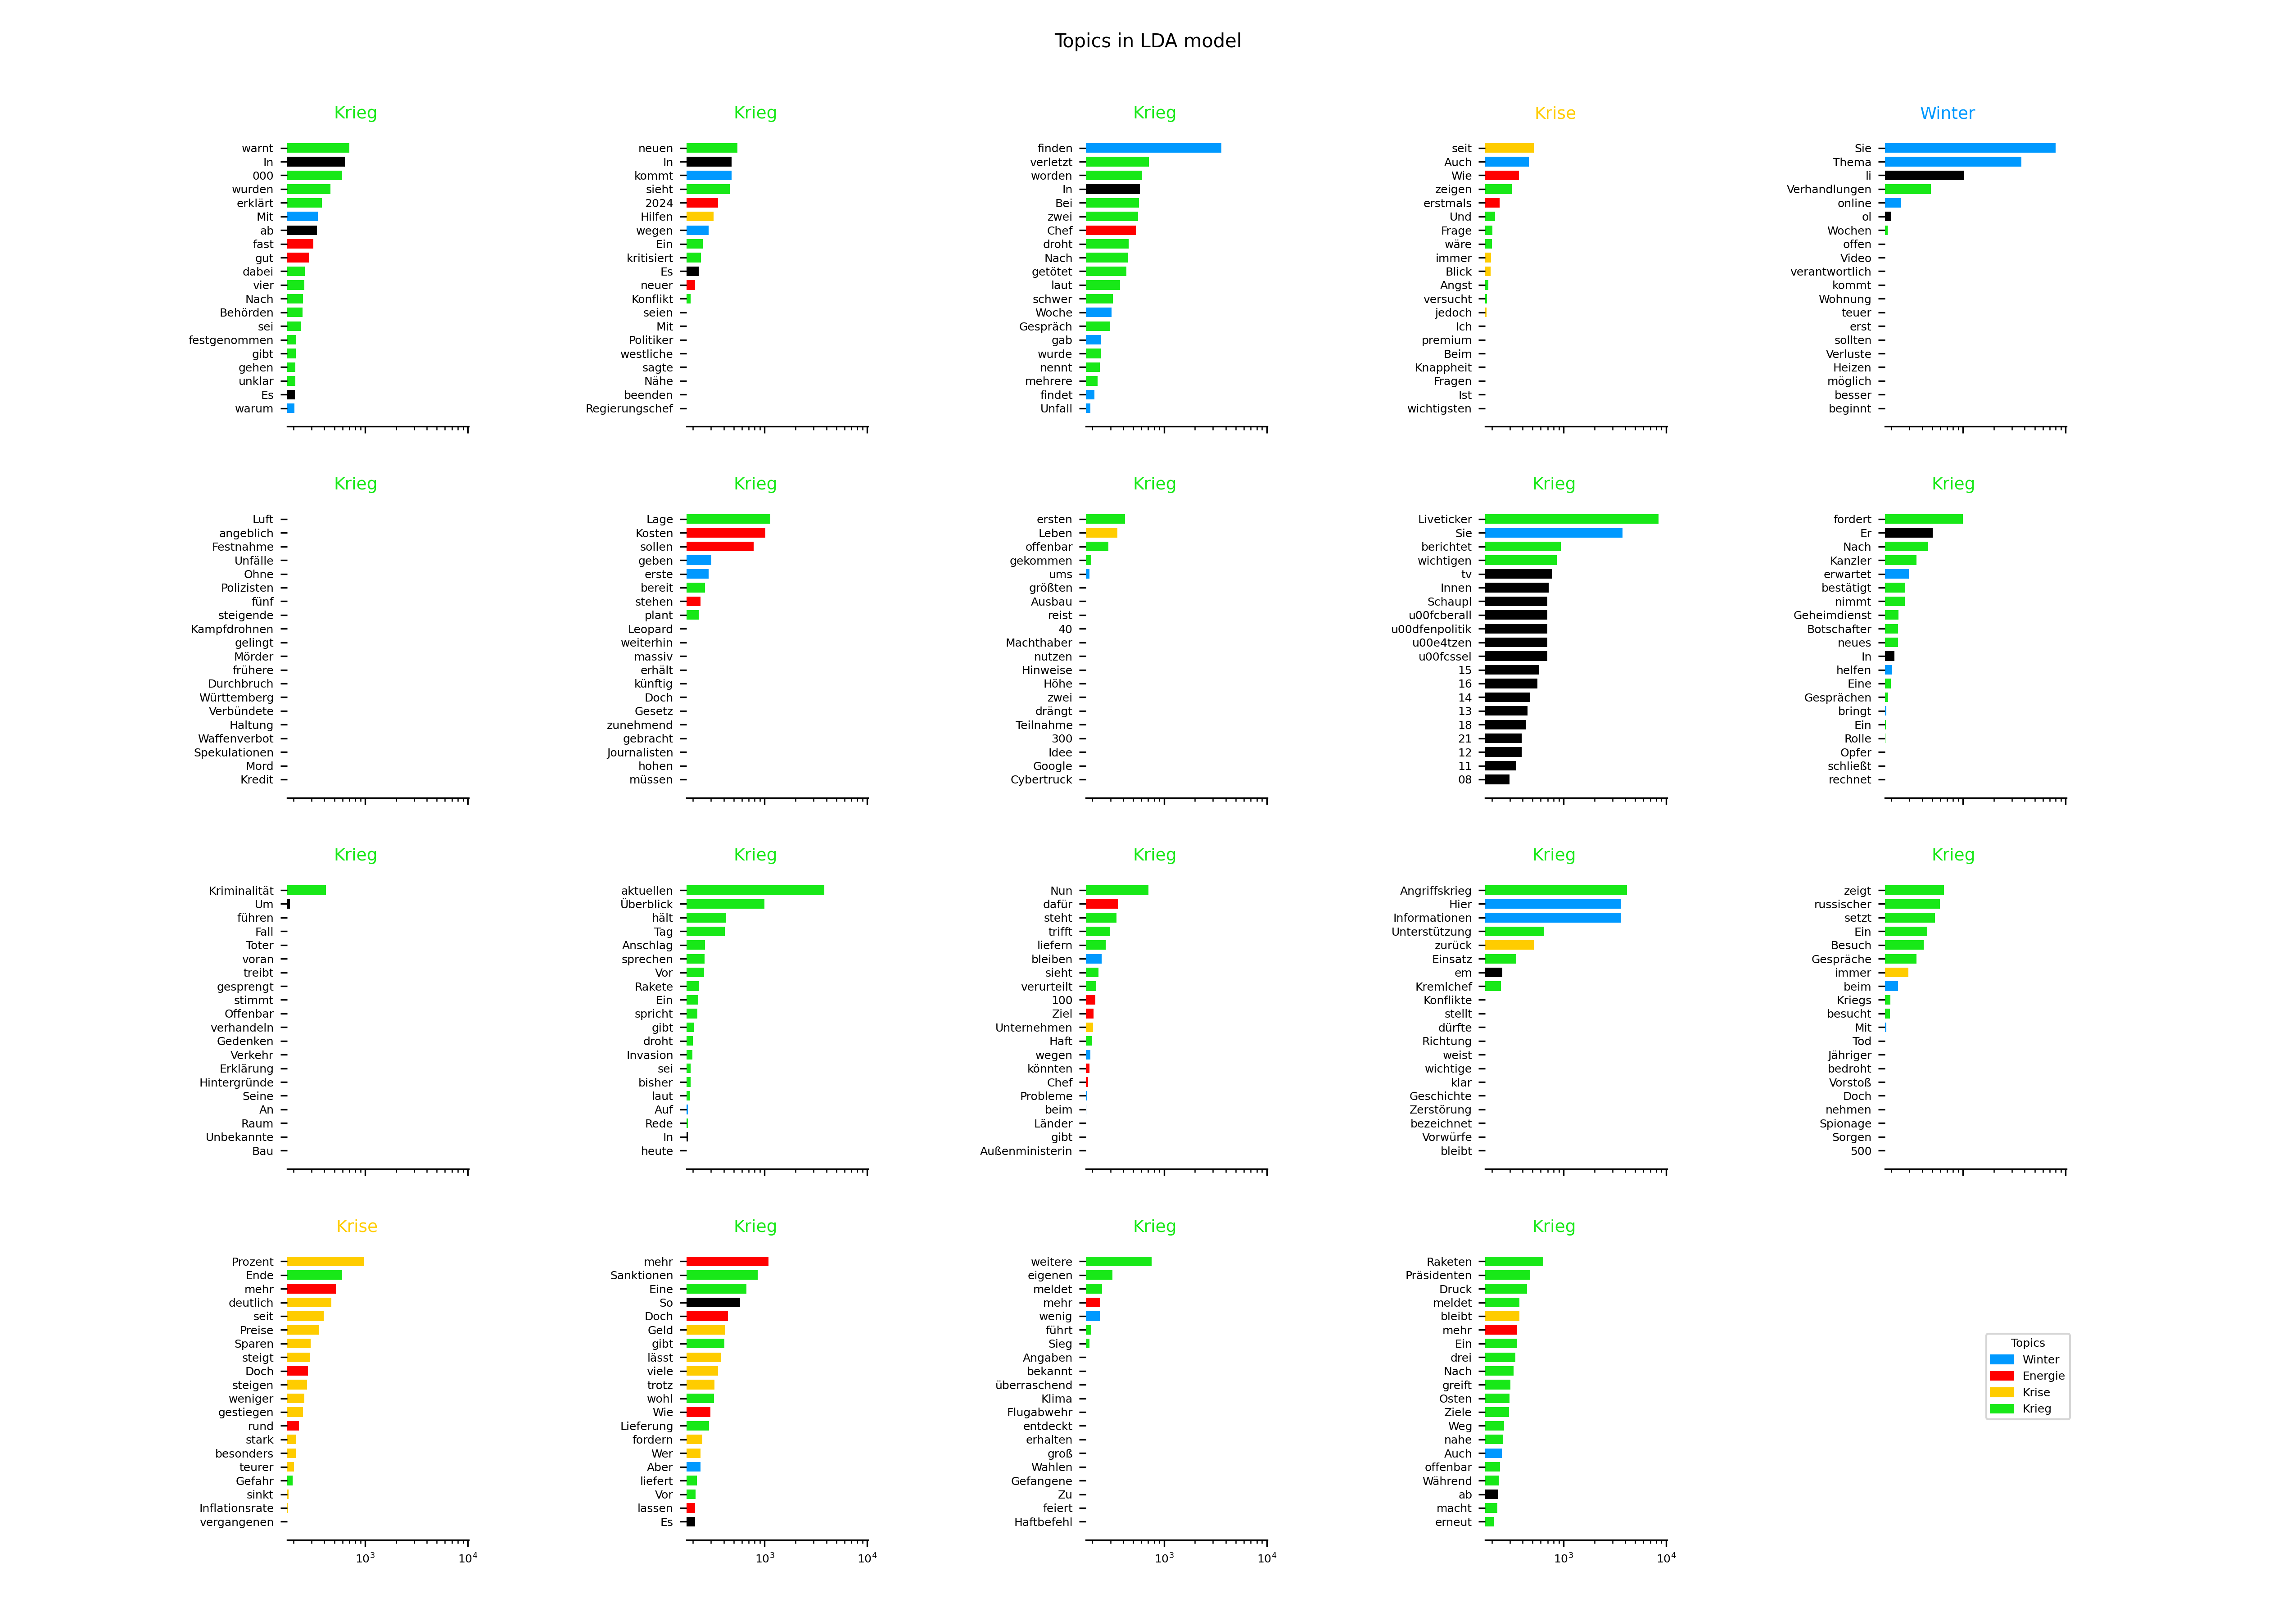 Topics in LDA model
Krieg
warnt
In
000
wurden
erklärt
Mit
ab
fast
gut
dabei
vier
Nach
Behörden
sei
festgenommen
gibt
gehen
unklar
Es
warum
Krieg
neuen
In
kommt
sieht
2024
Hilfen
wegen
Ein
kritisiert
Es
neuer
Konflikt
seien
Mit
Politiker
westliche
sagte
Nähe
beenden
Regierungschef
Krieg
finden
verletzt
worden
In
Bei
zwei
Chef
droht
Nach
getötet
laut
schwer
Woche
Gespräch
gab
wurde
nennt
mehrere
findet
Unfall
Krise
seit
Auch
Wie
zeigen
erstmals
Und
Frage
wäre
immer
Blick
Angst
versucht
jedoch
Ich
premium
Beim
Knappheit
Fragen
Ist
wichtigsten
Winter
Sie
Thema
li
Verhandlungen
online
ol
Wochen
offen
Video
verantwortlich
kommt
Wohnung
teuer
erst
sollten
Verluste
Heizen
möglich
besser
beginnt
Krieg
Luft
angeblich
Festnahme
Unfälle
Ohne
Polizisten
fünf
steigende
Kampfdrohnen
gelingt
Mörder
frühere
Durchbruch
Württemberg
Verbündete
Haltung
Waffenverbot
Spekulationen
Mord
Kredit
Krieg
Lage
Kosten
sollen
geben
erste
bereit
stehen
plant
Leopard
weiterhin
massiv
erhält
künftig
Doch
Gesetz
zunehmend
gebracht
Journalisten
hohen
müssen
Krieg
ersten
Leben
offenbar
gekommen
ums
größten
Ausbau
reist
40
Machthaber
nutzen
Hinweise
Höhe
zwei
drängt
Teilnahme
300
Idee
Google
Cybertruck
Krieg
Liveticker
Sie
berichtet
wichtigen
tv
Innen
Schaupl
u00fcberall
u00dfenpolitik
u00e4tzen
u00fcssel
15
16
14
13
18
21
12
11
08
Krieg
fordert
Er
Nach
Kanzler
erwartet
bestätigt
nimmt
Geheimdienst
Botschafter
neues
In
helfen
Eine
Gesprächen
bringt
Ein
Rolle
Opfer
schließt
rechnet
Krieg
Kriminalität
Um
führen
Fall
Toter
voran
treibt
gesprengt
stimmt
Offenbar
verhandeln
Gedenken
Verkehr
Erklärung
Hintergründe
Seine
An
Raum
Unbekannte
Bau
Krieg
aktuellen
Überblick
hält
Tag
Anschlag
sprechen
Vor
Rakete
Ein
spricht
gibt
droht
Invasion
sei
bisher
laut
Auf
Rede
In
heute
Krieg
Nun
dafür
steht
trifft
liefern
bleiben
sieht
verurteilt
100
Ziel
Unternehmen
Haft
wegen
könnten
Chef
Probleme
beim
Länder
gibt
Außenministerin
Krieg
Angriffskrieg
Hier
Informationen
Unterstützung
zurück
Einsatz
em
Kremlchef
Konflikte
stellt
dürfte
Richtung
weist
wichtige
klar
Geschichte
Zerstörung
bezeichnet
Vorwürfe
bleibt
Krieg
zeigt
russischer
setzt
Ein
Besuch
Gespräche
immer
beim
Kriegs
besucht
Mit
Tod
Jähriger
bedroht
Vorstoß
Doch
nehmen
Spionage
Sorgen
500
Krise
Prozent
Ende
mehr
deutlich
seit
Preise
Sparen
steigt
Doch
steigen
weniger
gestiegen
rund
stark
besonders
teurer
Gefahr
sinkt
Inflationsrate
vergangenen
10³ 10⁴
Krieg
mehr
Sanktionen
Eine
So
Doch
Geld
gibt
lässt
viele
trotz
wohl
Wie
Lieferung
fordern
Wer
Aber
liefert
Vor
lassen
Es
10³ 10⁴
Krieg
weitere
eigenen
meldet
mehr
wenig
führt
Sieg
Angaben
bekannt
überraschend
Klima
Flugabwehr
entdeckt
erhalten
groß
Wahlen
Gefangene
Zu
feiert
Haftbefehl
10³ 10⁴
Krieg
Raketen
Präsidenten
Druck
meldet
bleibt
mehr
Ein
drei
Nach
greift
Osten
Ziele
Weg
nahe
Auch
offenbar
Während
ab
macht
erneut
10³ 10⁴
Topics
Winter
Energie
Krise
Krieg